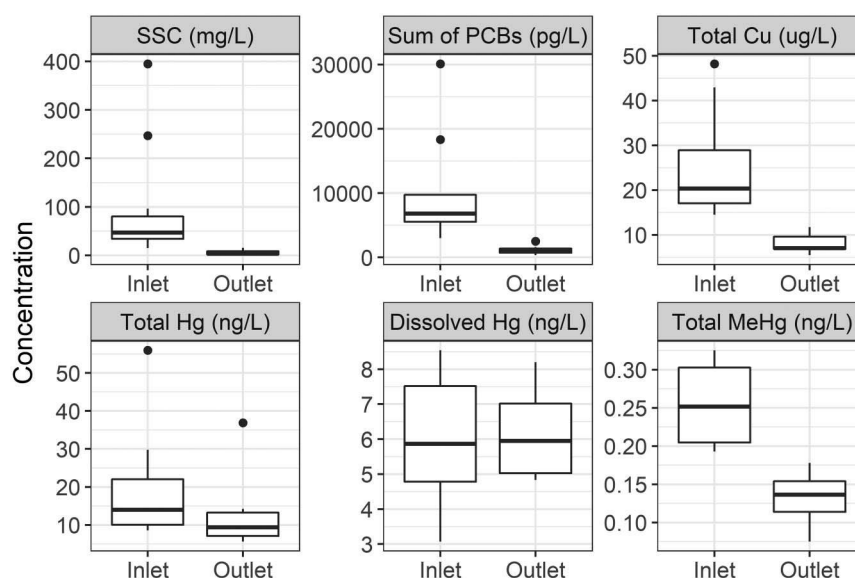 Concentration
SSC (mg/L)
400
300
200
100
0
Inlet Outlet
Sum of PCBs (pg/L)
30000
20000
10000
0
Inlet Outlet
Total Cu (ug/L)
50
40
30
20
10
Inlet Outlet
Total Hg (ng/L)
50
40
30
20
10
Inlet Outlet
Dissolved Hg (ng/L)
8
7
6
5
4
3
Inlet Outlet
Total MeHg (ng/L)
0.30
0.25
0.20
0.15
0.10
Inlet Outlet